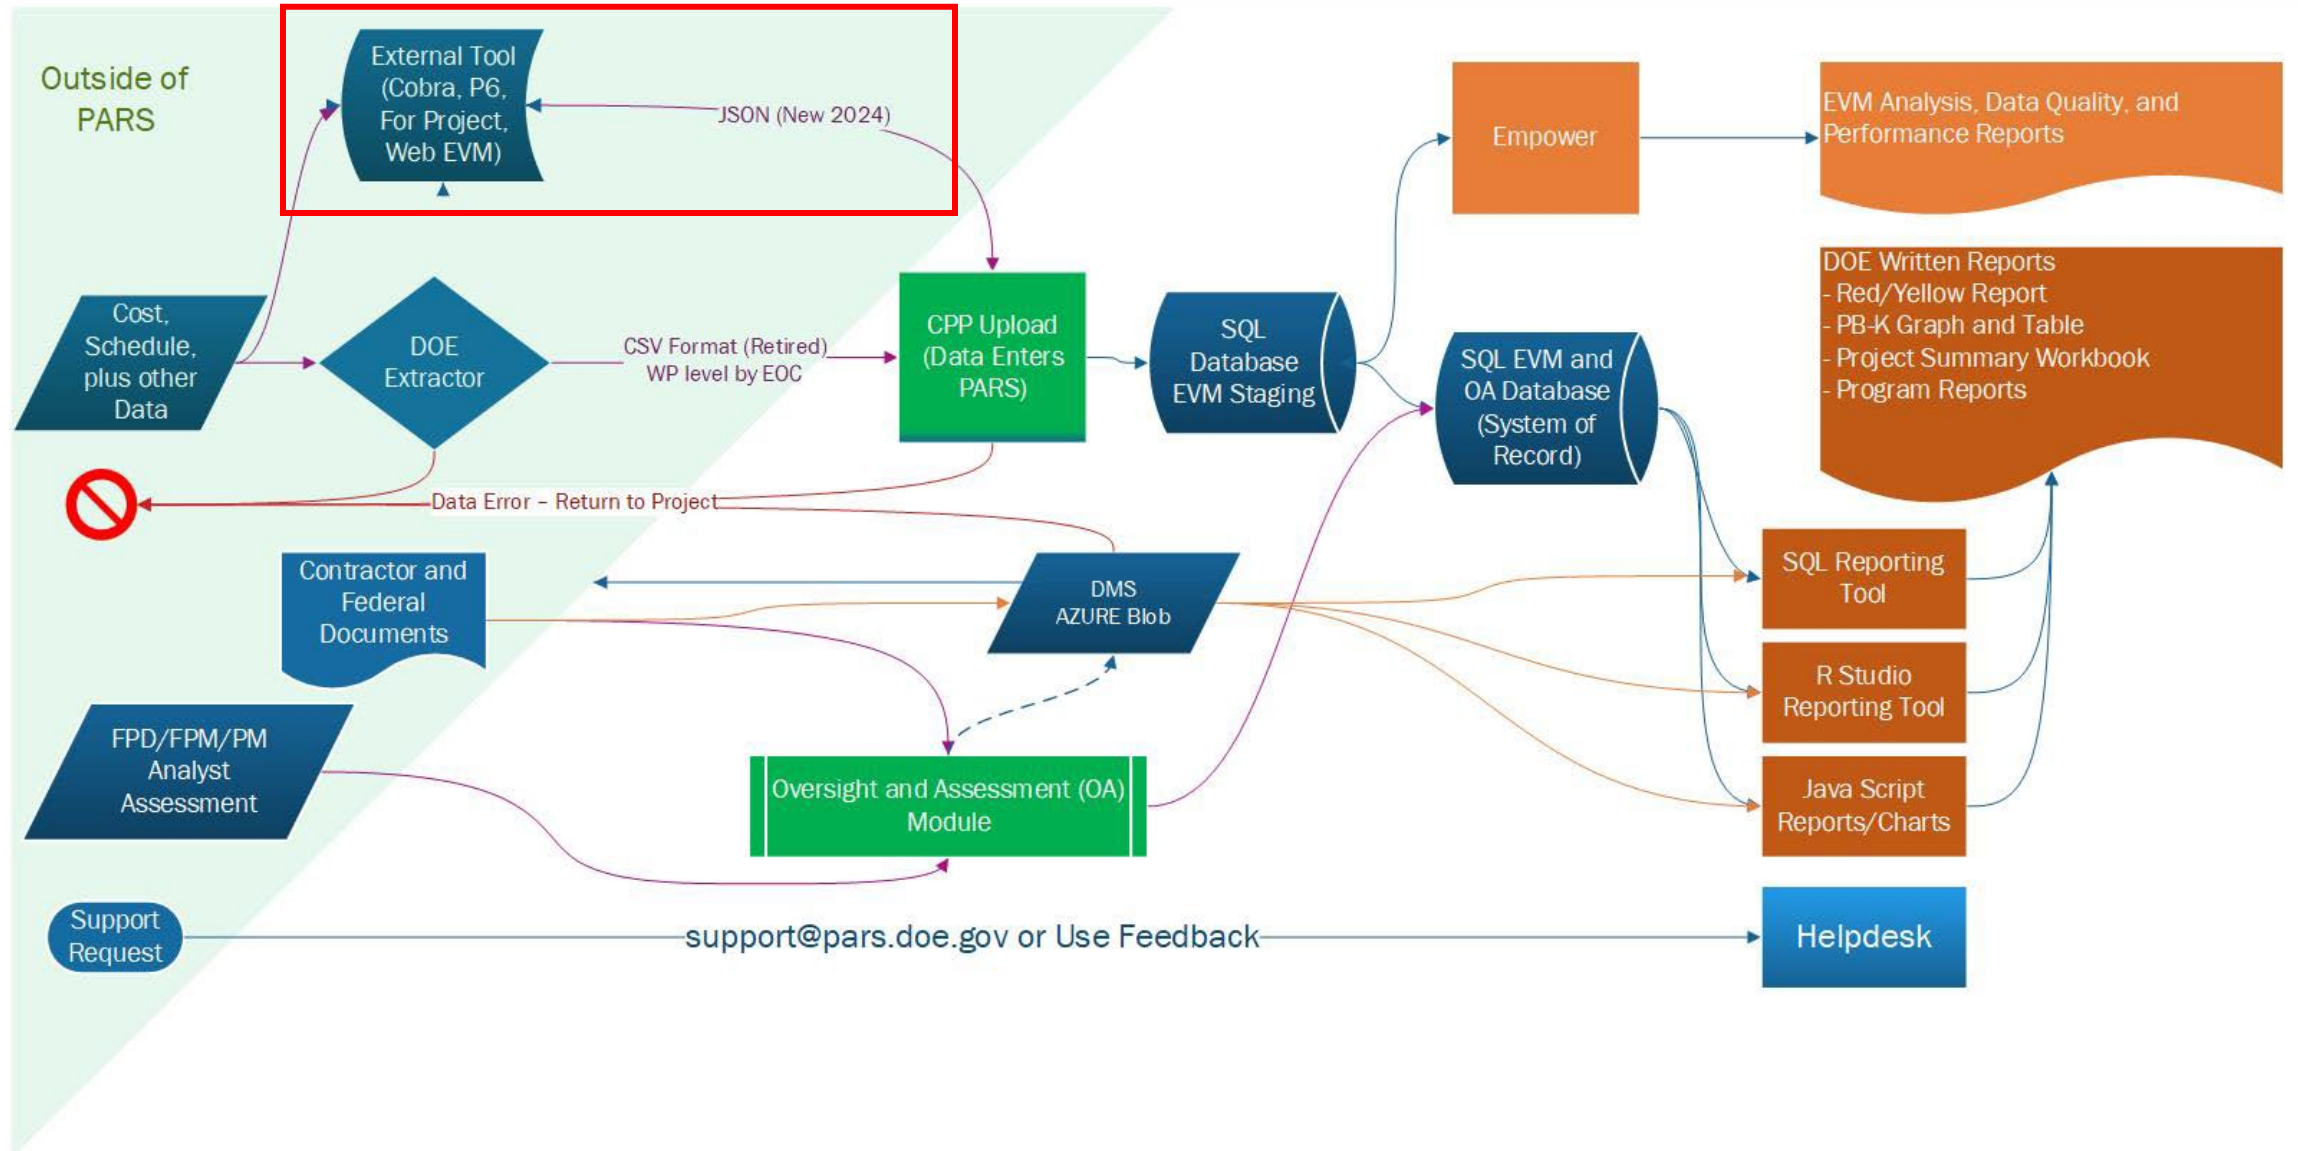 Outside of
PARS
External Tool
(Cobra, P6,
For Project,
Web EVM)
JSON (New 2024)
Empower
EVM Analysis, Data Quality, and
Performance Reports
Cost,
Schedule,
plus other
Data
DOE
Extractor
CSV Format (Retired)
WP level by EOC
CPP Upload
(Data Enters
PARS)
SQL
Database
EVM Staging
SQL EVM and
OA Database
(System of
Record)
DOE Written Reports
- Red/Yellow Report
- PB-K Graph and Table
- Project Summary Workbook
- Program Reports
Data Error – Return to Project
Contractor and
Federal
Documents
DMS
AZURE Blob
SQL Reporting
Tool
R Studio
Reporting Tool
FPD/FPM/PM
Analyst
Assessment
Oversight and Assessment (OA)
Module
Java Script
Reports/Charts
Support
Request
support@pars.doe.gov or Use Feedback
Helpdesk